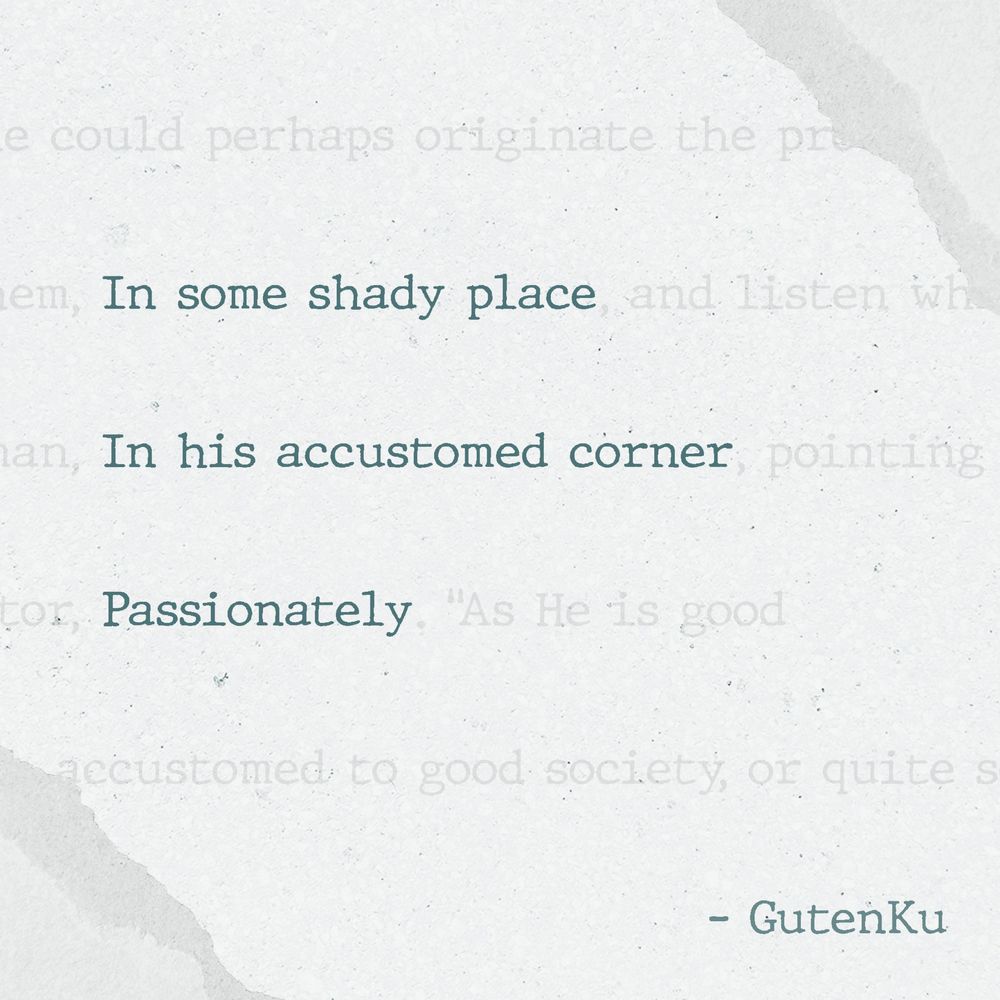 e could perhaps originate the pr
hem, In some shady place, and listen wh
man, In his accustomed corner, pointing
tor, Passionately. "As He is good
accustomed to good society, or quite s
- GutenKu